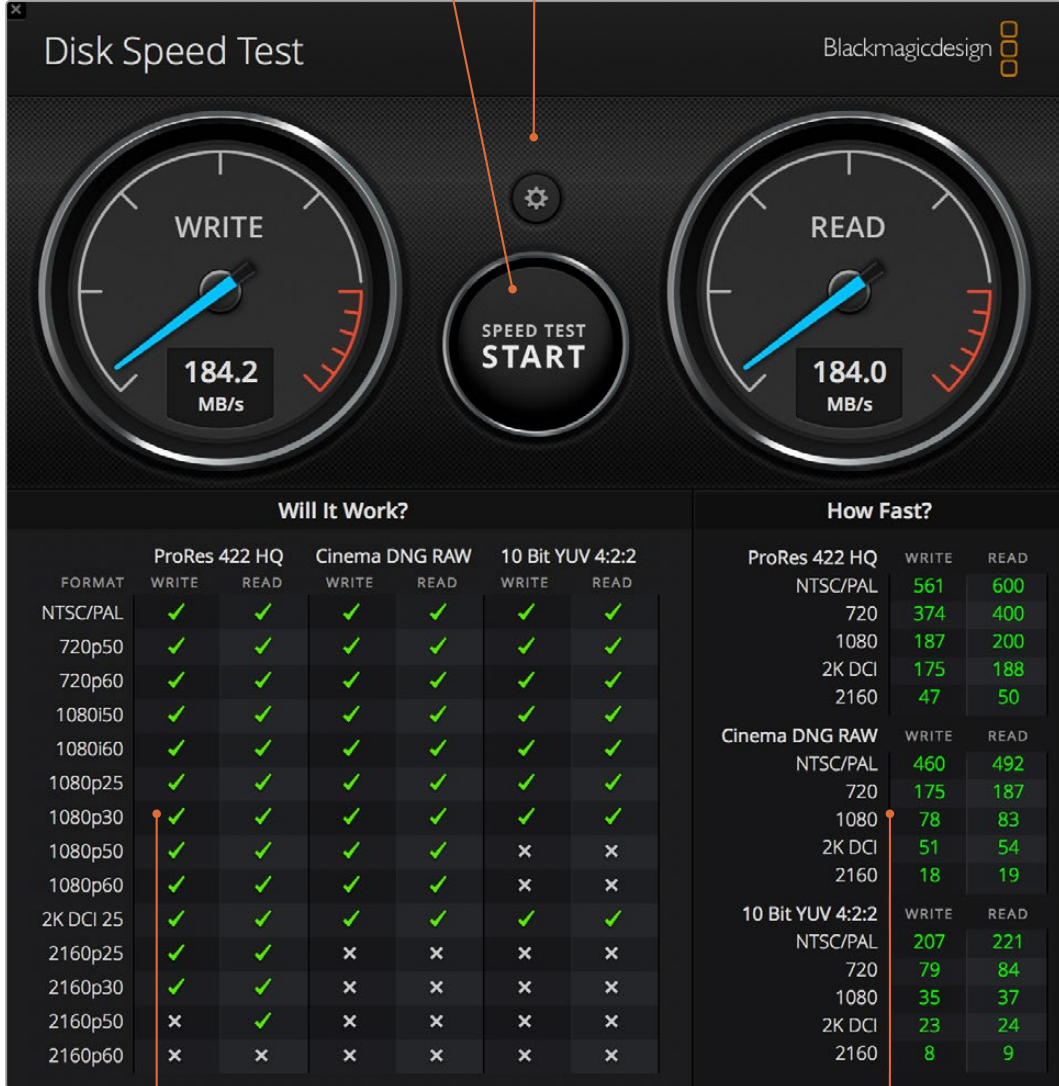 Disk Speed Test
Blackmagicdesign
WRITE
184.2
MB/s
SPEED TEST
START
READ
184.0
MB/s
Will It Work?
ProRes 422 HQ Cinema DNG RAW 10 Bit YUV 4:2:2
FORMAT WRITE READ WRITE READ WRITE READ
NTSC/PAL ✓ ✓ ✓ ✓ ✓ ✓
720p50 ✓ ✓ ✓ ✓ ✓ ✓
720p60 ✓ ✓ ✓ ✓ ✓ ✓
1080i50 ✓ ✓ ✓ ✓ ✓ ✓
1080i60 ✓ ✓ ✓ ✓ ✓ ✓
1080p25 ✓ ✓ ✓ ✓ ✓ ✓
1080p30 ✓ ✓ ✓ ✓ ✓ ✓
1080p50 ✓ ✓ ✓ ✓ × ×
1080p60 ✓ ✓ ✓ ✓ × ×
2K DCI 25 ✓ ✓ ✓ ✓ ✓ ✓
2160p25 ✓ ✓ × × × ×
2160p30 ✓ ✓ × × × ×
2160p50 × ✓ × × × ×
2160p60 × × × × × ×
How Fast?
ProRes 422 HQ WRITE READ
NTSC/PAL 561 600
720 374 400
1080 187 200
2K DCI 175 188
2160 47 50
Cinema DNG RAW WRITE READ
NTSC/PAL 460 492
720 175 187
1080 78 83
2K DCI 51 54
2160 18 19
10 Bit YUV 4:2:2 WRITE READ
NTSC/PAL 207 221
720 79 84
1080 35 37
2K DCI 23 24
2160 8 9